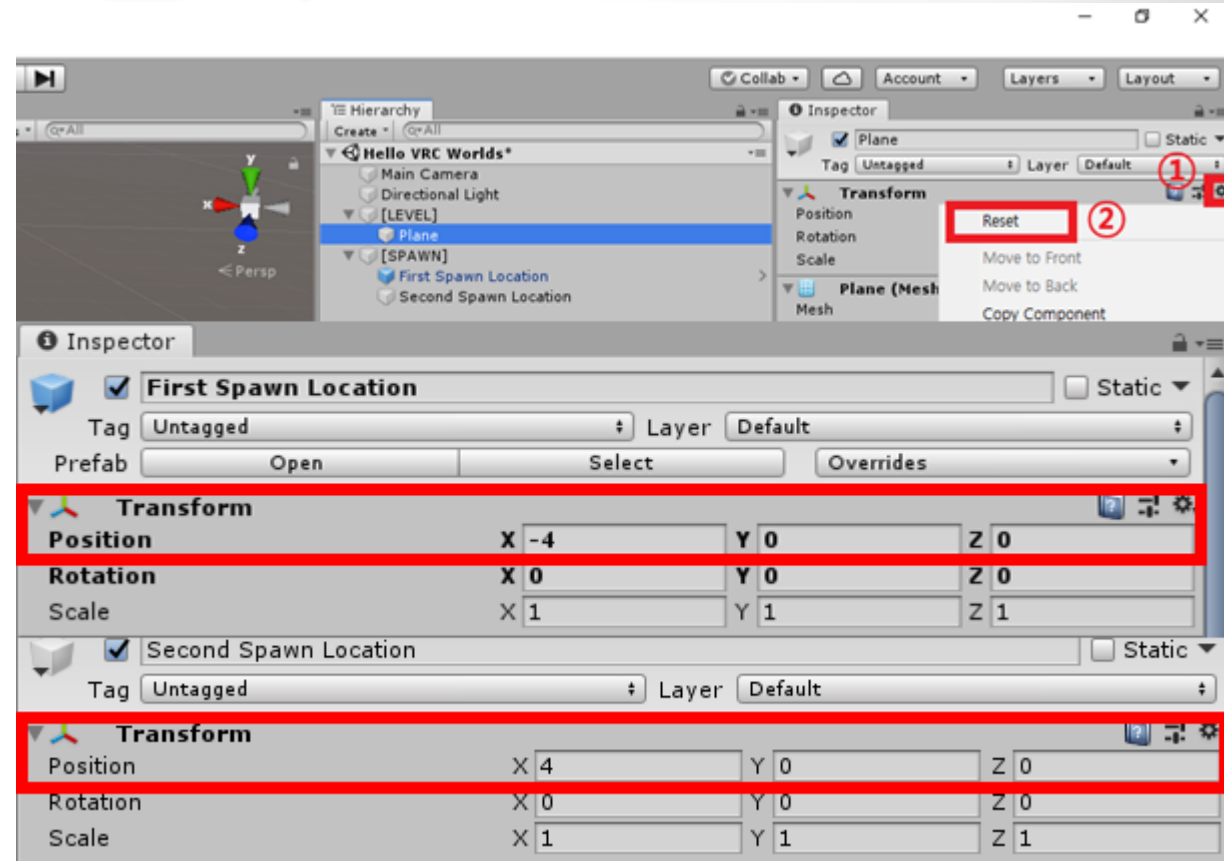 Collab Account Layers Layout
All
Y
X
Z
Persp
Hierarchy
Create All
Hello VRC Worlds*
Main Camera
Directional Light
[LEVEL]
Plane
[SPAWN]
First Spawn Location
Second Spawn Location
Inspector
Plane Static
Tag Untagged Layer Default
①
Transform
Position
Rotation
Scale
Plane (Mesh
Mesh
Reset ②
Move to Front
Move to Back
Copy Component
Inspector
First Spawn Location Static
Tag Untagged Layer Default
Prefab Open Select Overrides
Transform
Position X -4 Y 0 Z 0
Rotation X 0 Y 0 Z 0
Scale X 1 Y 1 Z 1
Second Spawn Location Static
Tag Untagged Layer Default
Transform
Position X 4 Y 0 Z 0
Rotation X 0 Y 0 Z 0
Scale X 1 Y 1 Z 1